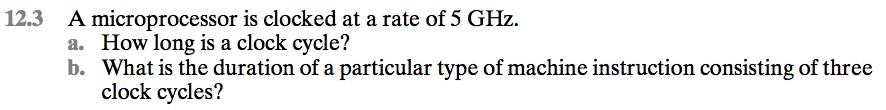 12.3 A microprocessor is clocked at a rate of 5 GHz.
a. How long is a clock cycle?
b. What is the duration of a particular type of machine instruction consisting of three
clock cycles?